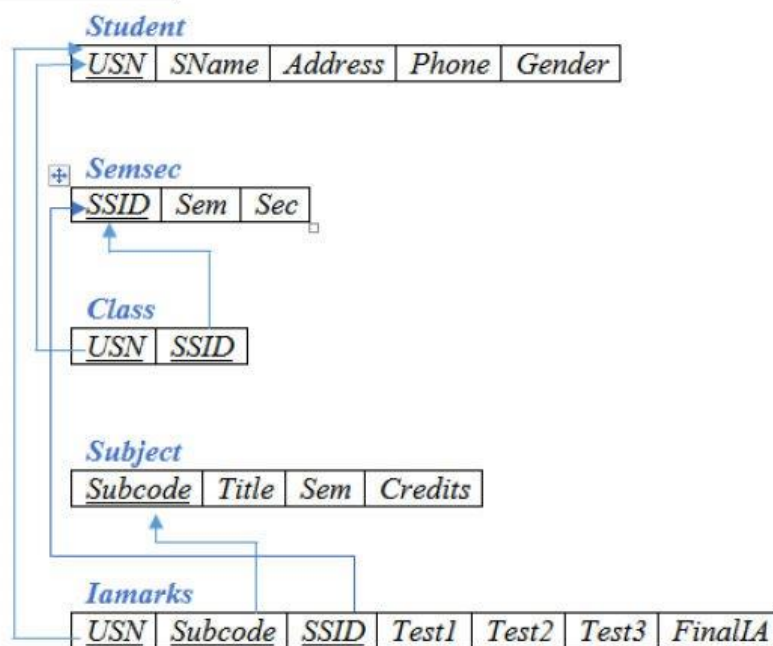 Student
USN SName Address Phone Gender
Semsec
SSID Sem Sec
Class
USN SSID
Subject
Subcode Title Sem Credits
Iamarks
USN Subcode SSID Test1 Test2 Test3 FinalIA